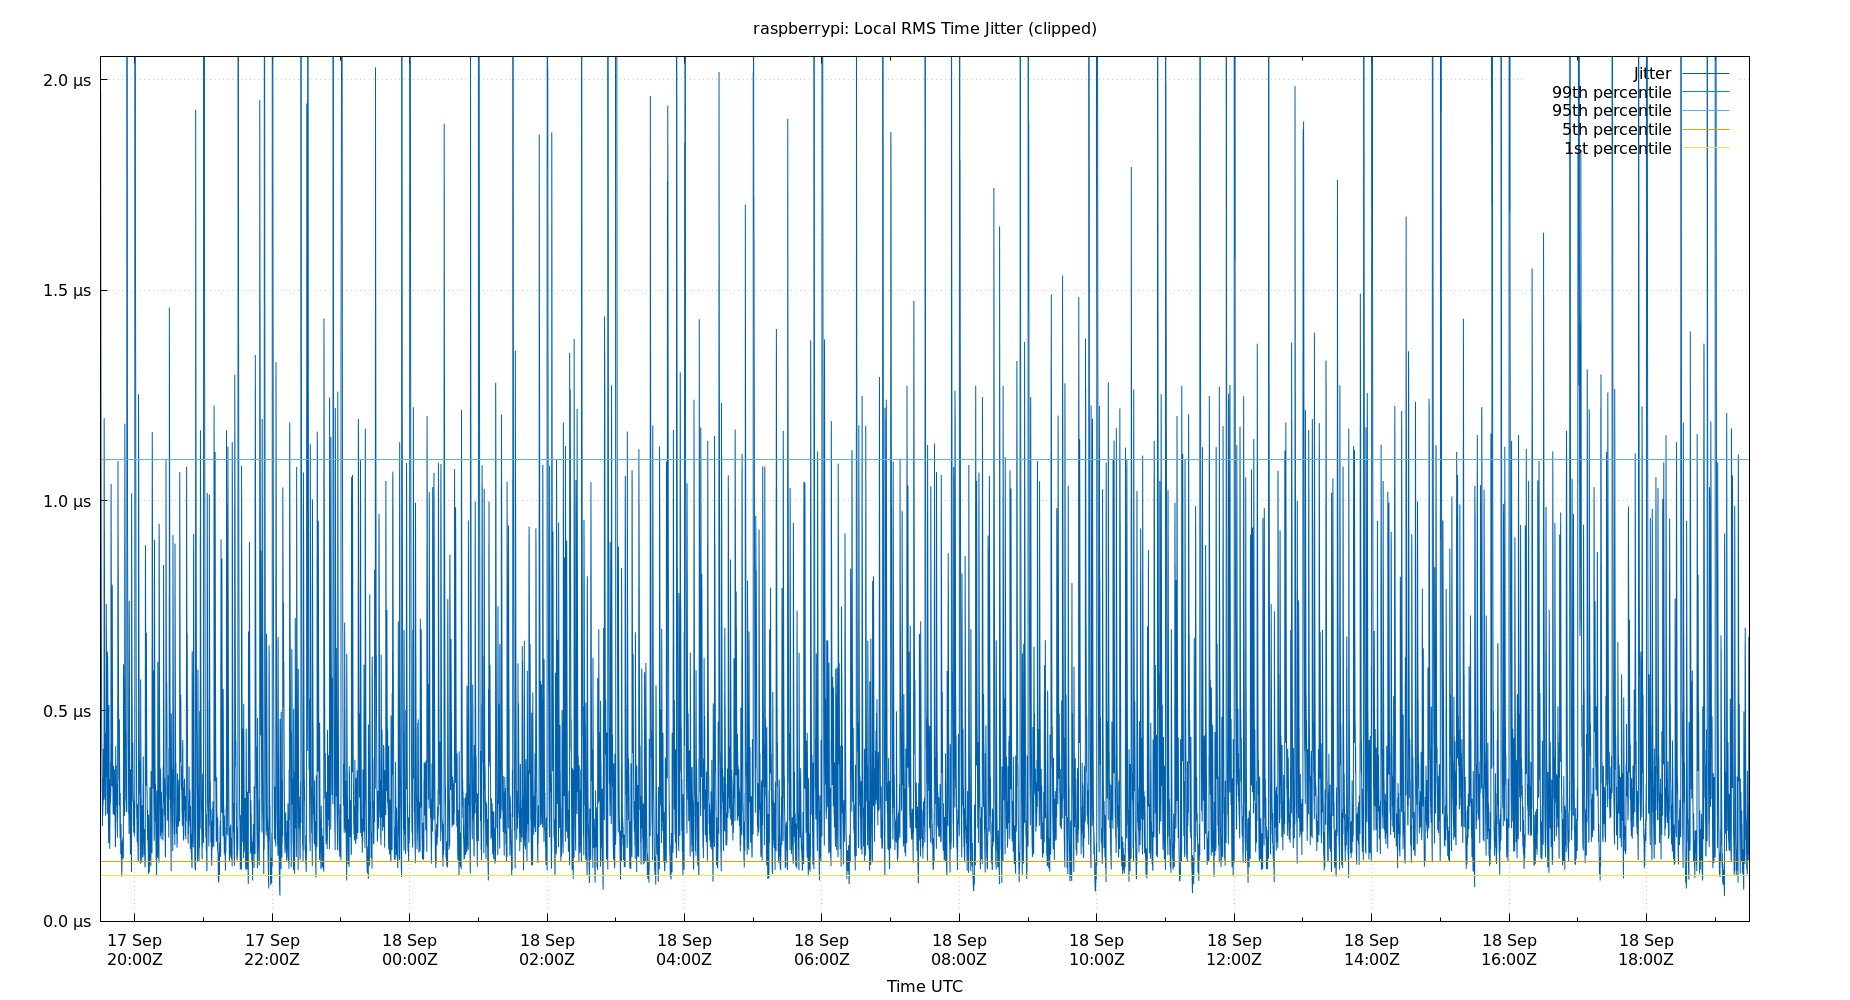 raspberrypi: Local RMS Time Jitter (clipped)
2.0 µs
1.5 µs
1.0 µs
0.5 µs
0.0 µs
Jitter
99th percentile
95th percentile
5th percentile
1st percentile
17 Sep
20:00Z
17 Sep
22:00Z
18 Sep
00:00Z
18 Sep
02:00Z
18 Sep
04:00Z
18 Sep
06:00Z
18 Sep
08:00Z
18 Sep
10:00Z
18 Sep
12:00Z
18 Sep
14:00Z
18 Sep
16:00Z
18 Sep
18:00Z
Time UTC